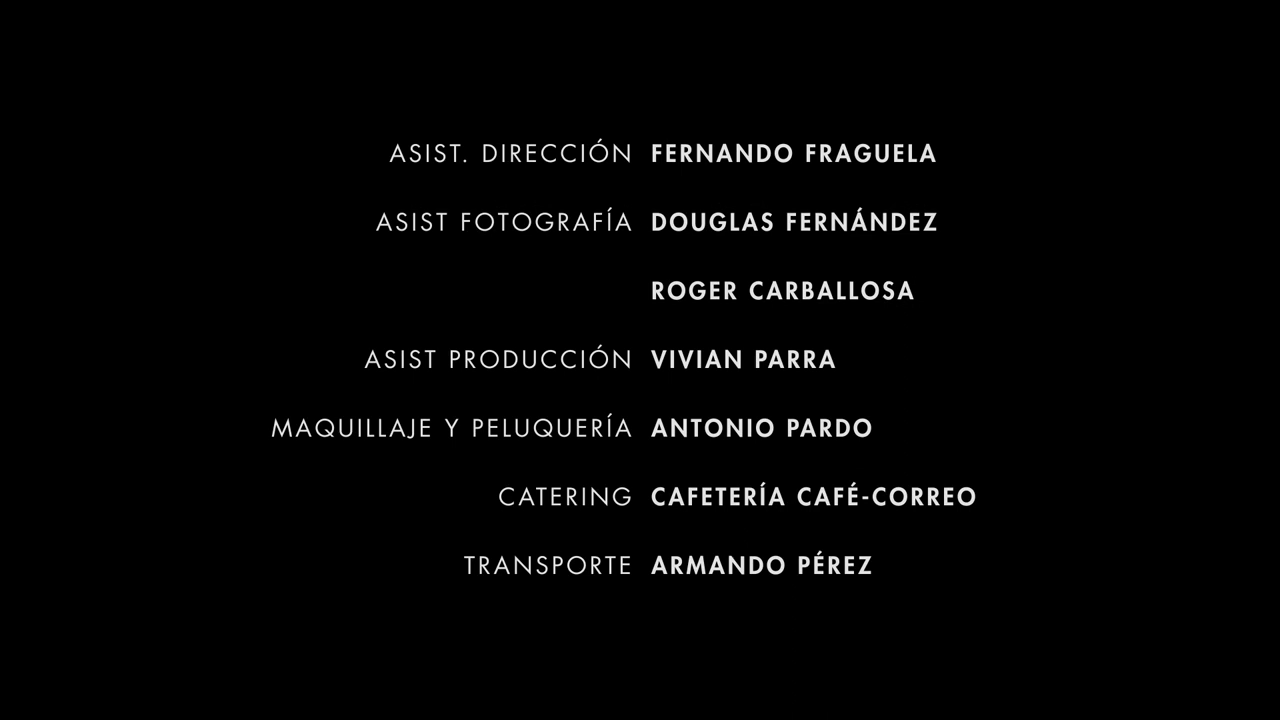 ASIST. DIRECCIÓN FERNANDO FRAGUELA
ASIST FOTOGRAFÍA DOUGLAS FERNÁNDEZ
ROGER CARBALLOSA
ASIST PRODUCCIÓN VIVIAN PARRA
MAQUILLAJE Y PELUQUERÍA ANTONIO PARDO
CATERING CAFETERÍA CAFÉ-CORREO
TRANSPORTE ARMANDO PÉREZ